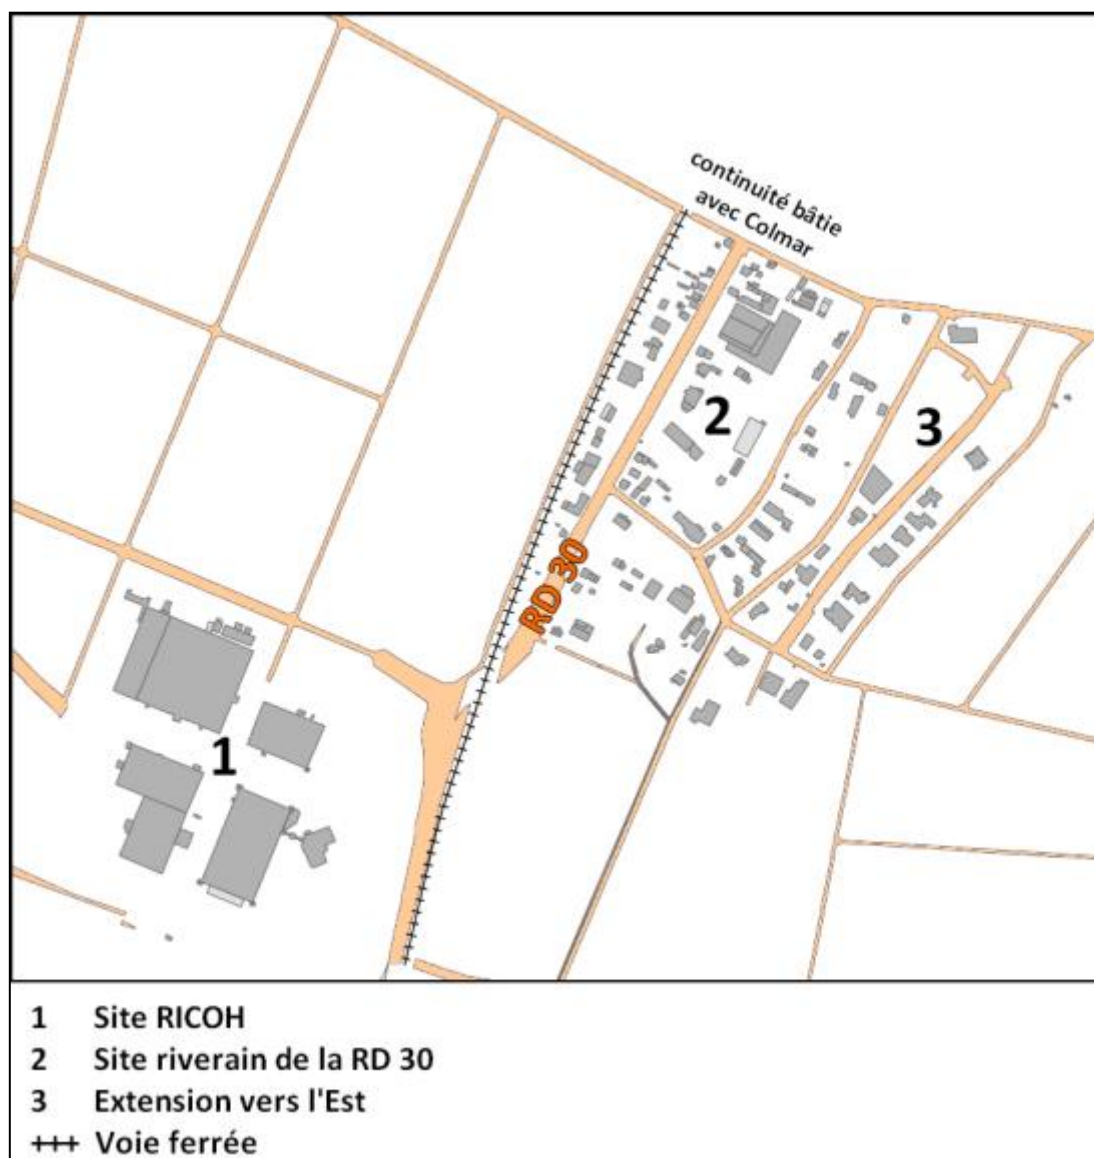 continuité bâtie
avec Colmar
2
3
RD 30
1
1 Site RICOH
2 Site riverain de la RD 30
3 Extension vers l'Est
Voie ferrée